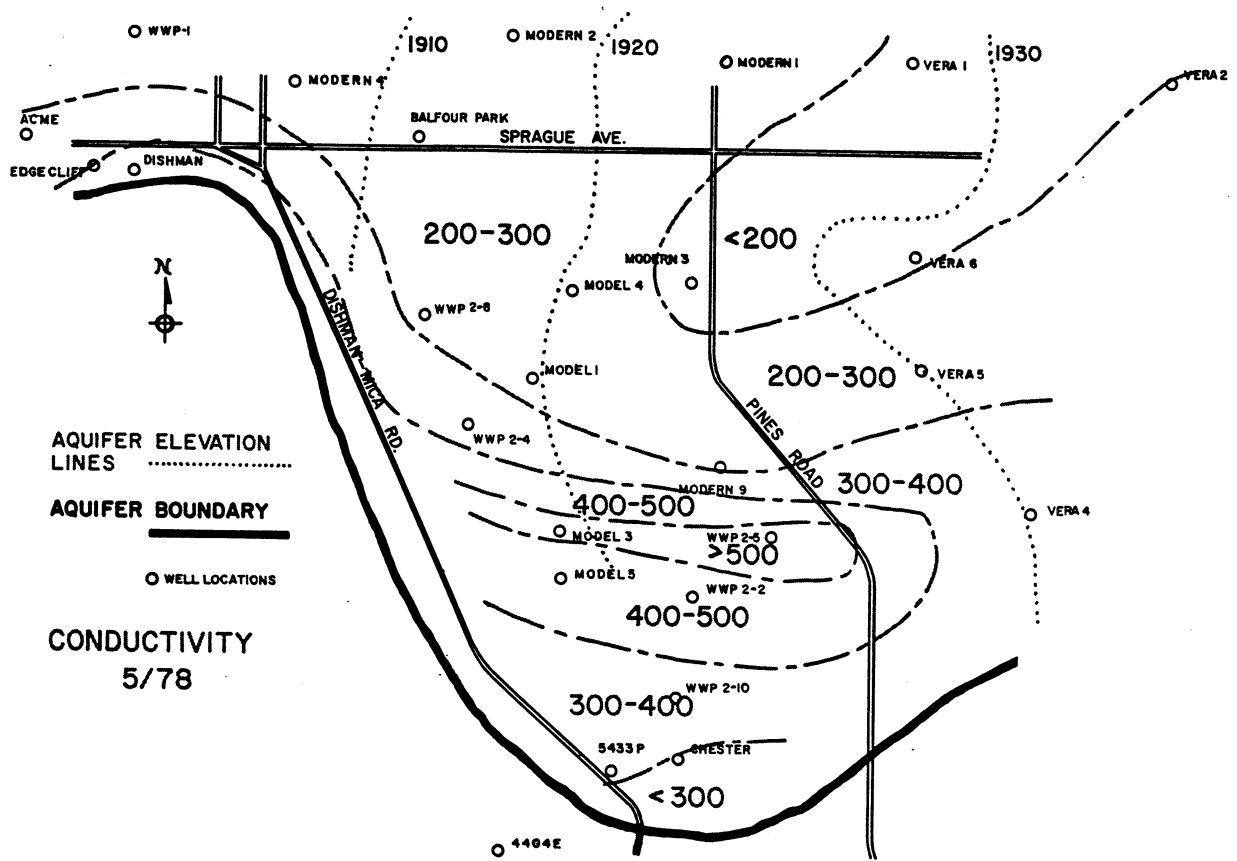 WWP-1
1910
MODERN 2
1920
MODERN 1
VERA 1
1930
VERA 2
MODERN 4
ACME
BALFOUR PARK
SPRAGUE AVE.
EDGECLIFF
DISHMAN
200-300
<200
MODERN 3
VERA 6
N
MODEL 4
WWP 2-8
DISHMAN-MICA RD.
MODEL 1
200-300
VERA 5
PINES ROAD
WWP 2-4
AQUIFER ELEVATION
LINES
MODERN 9
300-400
400-500
AQUIFER BOUNDARY
VERA 4
MODEL 3
WWP 2-5
>500
WELL LOCATIONS
MODEL 5
WWP 2-2
400-500
CONDUCTIVITY
5/78
WWP 2-10
300-400
5433P
CHESTER
<300
44G4E